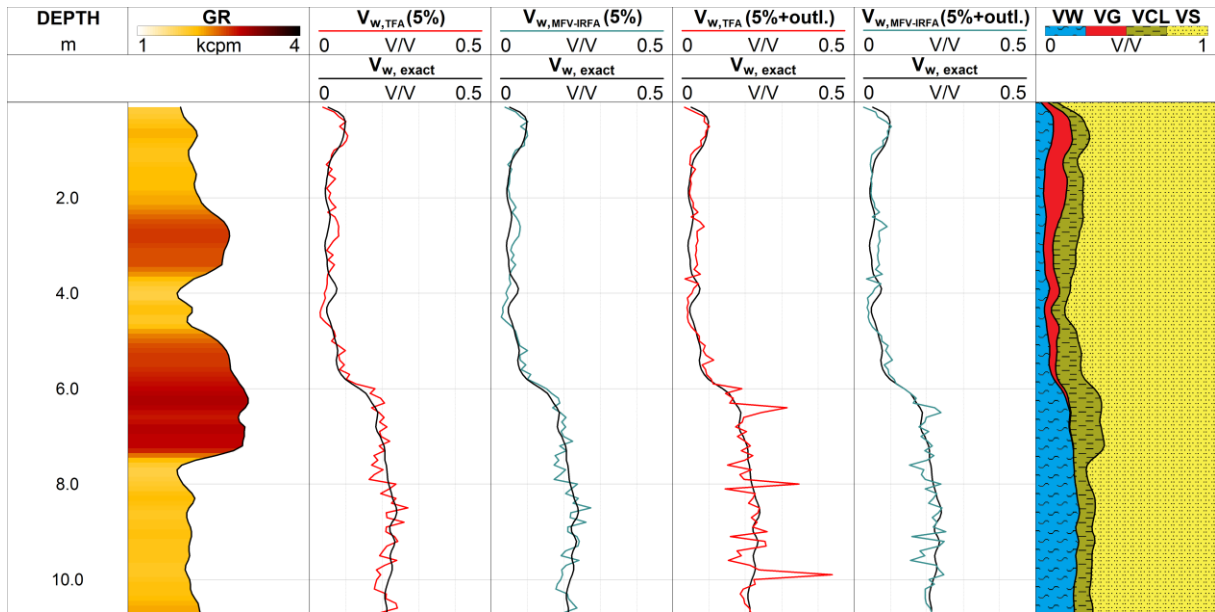 DEPTH
m
GR
1 kcpm 4
Vw,TFA (5%)
0 V/V 0.5
Vw,MFV-IRFA (5%)
0 V/V 0.5
Vw,TFA (5%+outl.)
0 V/V 0.5
Vw,MFV-IRFA (5%+outl.)
0 V/V 0.5
VW VG VCL VS
0 V/V 1
Vw, exact
0 V/V 0.5
Vw, exact
0 V/V 0.5
Vw, exact
0 V/V 0.5
Vw, exact
0 V/V 0.5
2.0
4.0
6.0
8.0
10.0